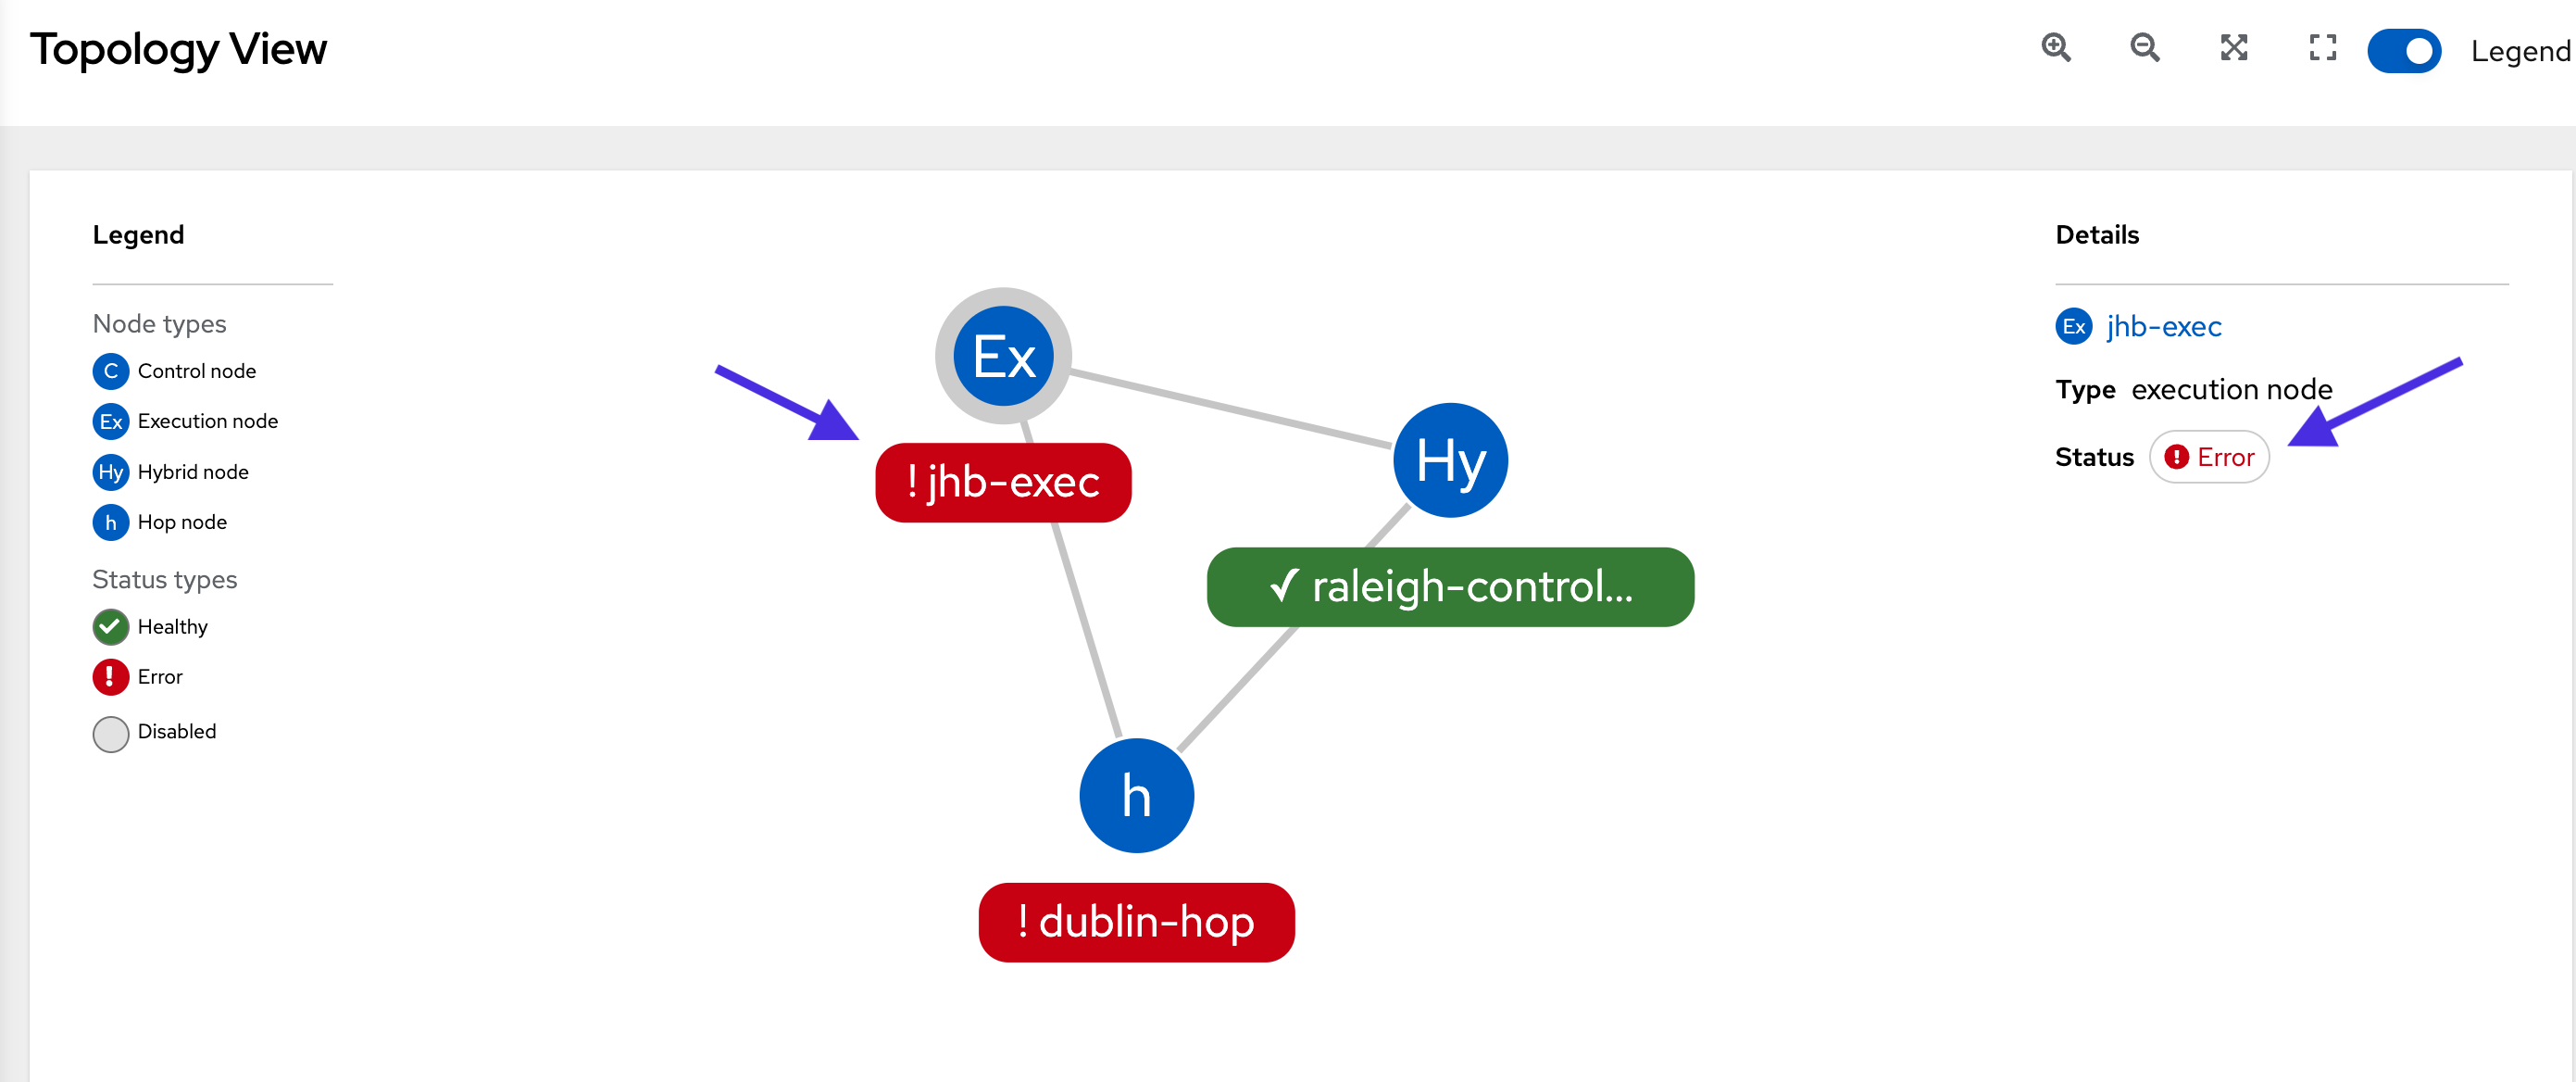 Topology View
Legend
Legend
Node types
C Control node
Ex Execution node
Hy Hybrid node
h Hop node
Status types
Healthy
! Error
Disabled
Ex
! jhb-exec
Hy
✓ raleigh-control...
h
! dublin-hop
Details
Ex jhb-exec
Type execution node
Status ! Error